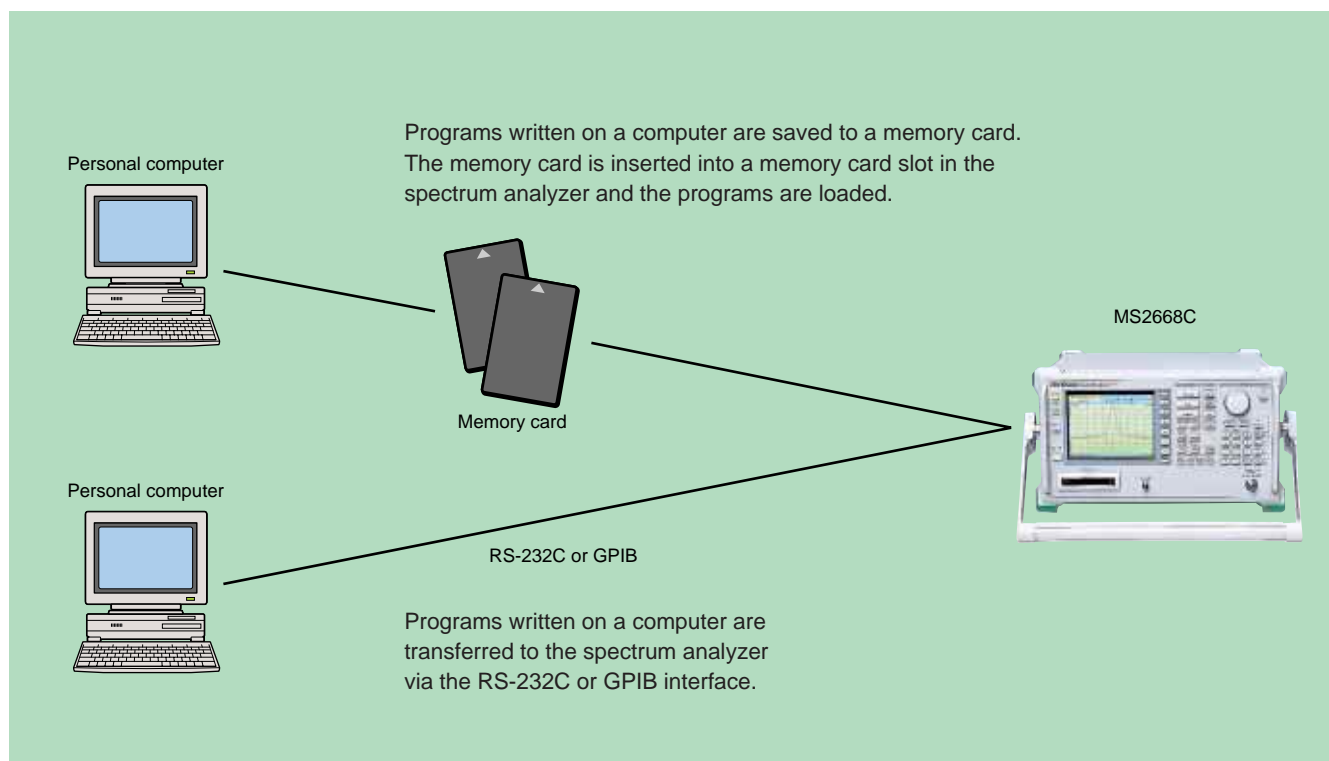 Programs written on a computer are saved to a memory card.
The memory card is inserted into a memory card slot in the
spectrum analyzer and the programs are loaded.
Personal computer
Memory card
MS2668C
Personal computer
RS-232C or GPIB
Programs written on a computer are
transferred to the spectrum analyzer
via the RS-232C or GPIB interface.